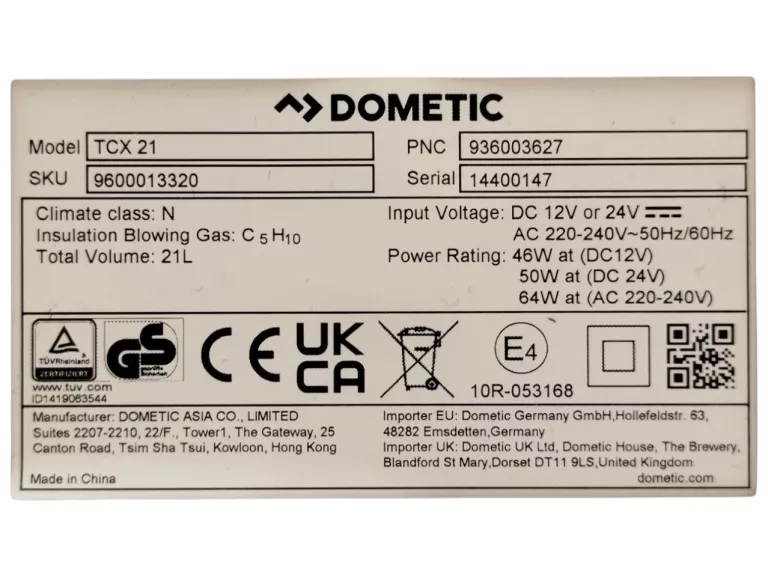 DOMETIC
Model TCX 21 PNC 936003627
SKU 9600013320 Serial 14400147
Climate class: N
Insulation Blowing Gas: C5H10
Total Volume: 21L
Input Voltage: DC 12V or 24V
AC 220-240V~50Hz/60Hz
Power Rating: 46W at (DC12V)
50W at (DC 24V)
64W at (AC 220-240V)
TÜVRheinland
ZERTIFIZIERT
www.tuv.com
ID1419063544
GS
geprüfte
Sicherheit
CE
UK
CA
E4
10R-053168
Manufacturer: DOMETIC ASIA CO., LIMITED
Suites 2207-2210, 22/F., Tower1, The Gateway, 25
Canton Road, Tsim Sha Tsui, Kowloon, Hong Kong
Made in China
Importer EU: Dometic Germany GmbH,Hollefeldstr. 63,
48282 Emsdetten,Germany
Importer UK: Dometic UK Ltd, Dometic House, The Brewery,
Blandford St Mary,Dorset DT11 9LS,United Kingdom
dometic.com